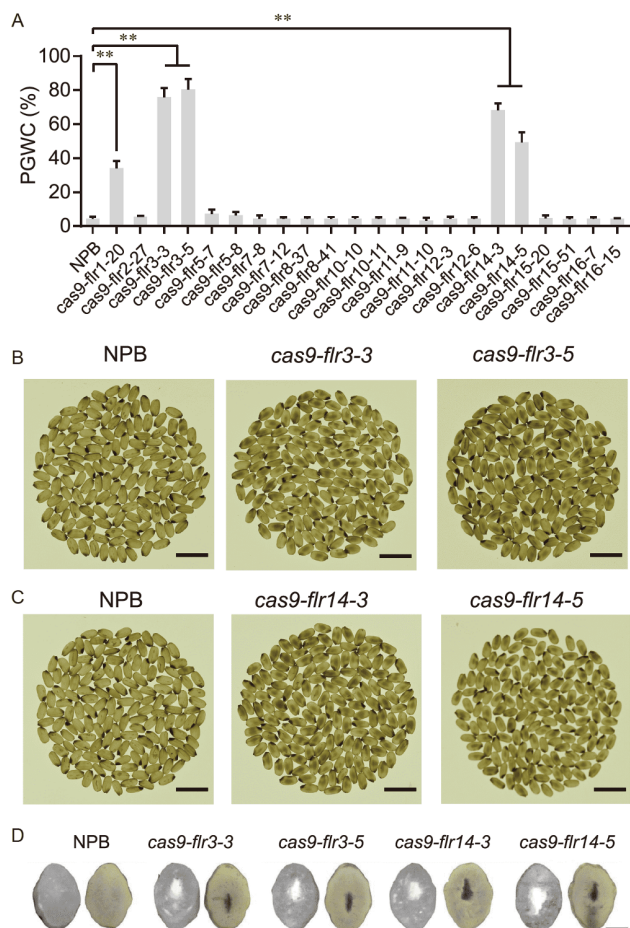 A
**
**
**
PGWC (%)
100
80
60
40
20
0
NPB
cas9-flr1-20
cas9-flr2-27
cas9-flr3-3
cas9-flr3-5
cas9-flr5-7
cas9-flr5-8
cas9-flr7-8
cas9-flr7-12
cas9-flr8-37
cas9-flr8-41
cas9-flr10-10
cas9-flr10-11
cas9-flr11-9
cas9-flr11-10
cas9-flr12-3
cas9-flr12-6
cas9-flr14-3
cas9-flr14-5
cas9-flr15-20
cas9-flr15-51
cas9-flr16-7
cas9-flr16-15
B
NPB cas9-flr3-3 cas9-flr3-5
C
NPB cas9-flr14-3 cas9-flr14-5
D
NPB cas9-flr3-3 cas9-flr3-5 cas9-flr14-3 cas9-flr14-5